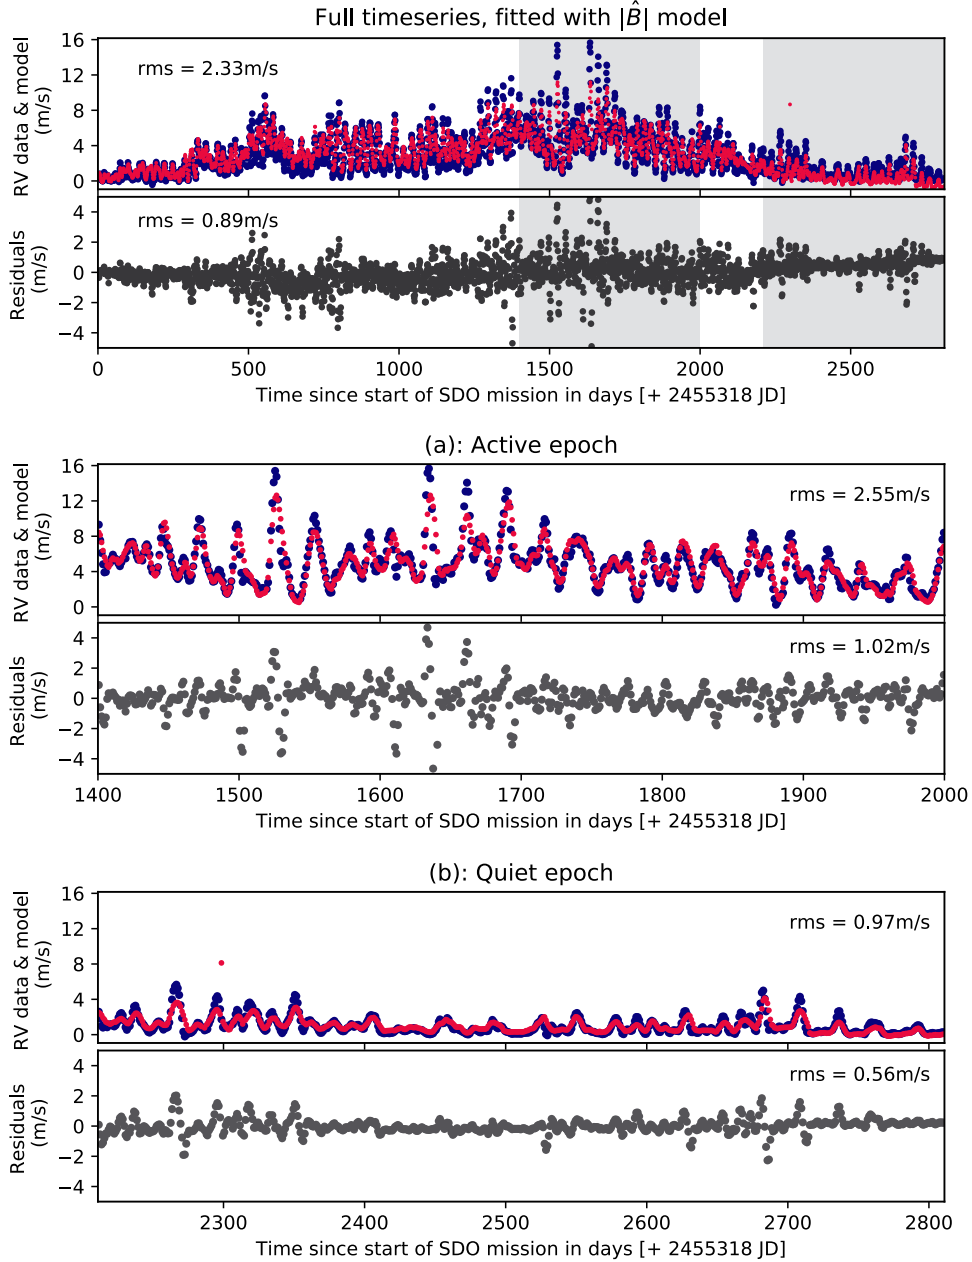 Full timeseries, fitted with |B̂| model
RV data & model
(m/s)
16
12
8
4
0
rms = 2.33m/s
Residuals
(m/s)
4
2
0
−2
−4
rms = 0.89m/s
0 500 1000 1500 2000 2500
Time since start of SDO mission in days [+ 2455318 JD]
(a): Active epoch
RV data & model
(m/s)
16
12
8
4
0
rms = 2.55m/s
Residuals
(m/s)
4
2
0
−2
−4
rms = 1.02m/s
1400 1500 1600 1700 1800 1900 2000
Time since start of SDO mission in days [+ 2455318 JD]
(b): Quiet epoch
RV data & model
(m/s)
16
12
8
4
0
rms = 0.97m/s
Residuals
(m/s)
4
2
0
−2
−4
rms = 0.56m/s
2300 2400 2500 2600 2700 2800
Time since start of SDO mission in days [+ 2455318 JD]